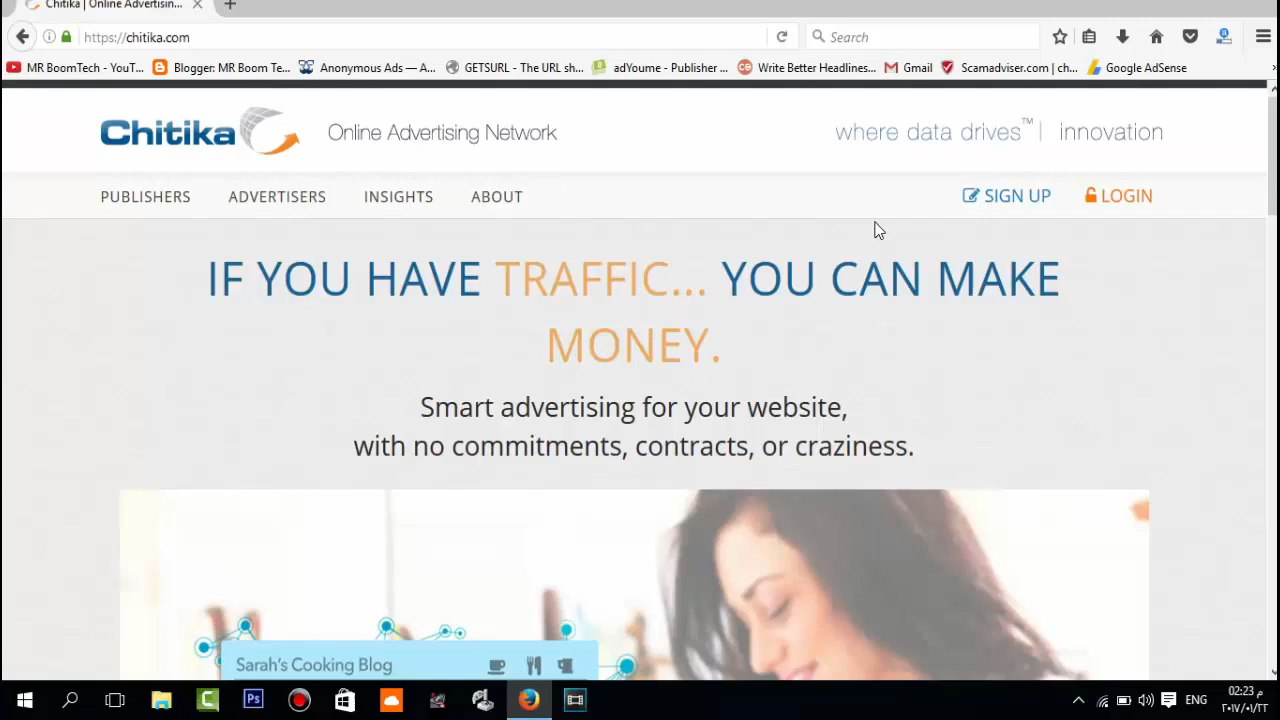 Chitika | Online Advertisin...
https://chitika.com
Search
MR BoomTech - YouT...
Blogger: MR Boom Te...
Anonymous Ads — A...
GETSURL - The URL sh...
adYoume - Publisher ...
Write Better Headlines...
Gmail
Scamadviser.com | ch...
Google AdSense
Chitika
Online Advertising Network
where data drives™ | innovation
PUBLISHERS
ADVERTISERS
INSIGHTS
ABOUT
SIGN UP
LOGIN
IF YOU HAVE TRAFFIC... YOU CAN MAKE
MONEY.
Smart advertising for your website,
with no commitments, contracts, or craziness.
Sarah's Cooking Blog
ENG
02:23 م
٢٠١٧/٠١/٢٢